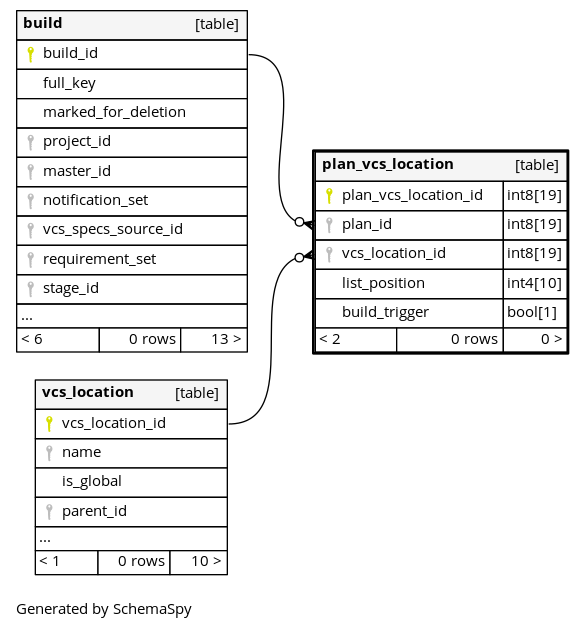 build [table]
build_id
full_key
marked_for_deletion
project_id
master_id
notification_set
vcs_specs_source_id
requirement_set
stage_id
...
< 6 0 rows 13 >
plan_vcs_location [table]
plan_vcs_location_id int8[19]
plan_id int8[19]
vcs_location_id int8[19]
list_position int4[10]
build_trigger bool[1]
< 2 0 rows 0 >
vcs_location [table]
vcs_location_id
name
is_global
parent_id
...
< 1 0 rows 10 >
Generated by SchemaSpy